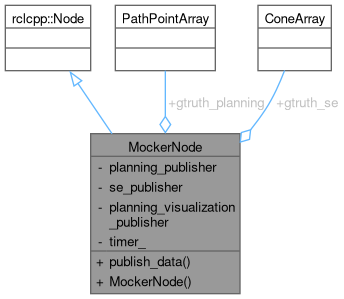 rclcpp::Node
PathPointArray
ConeArray
+gtruth_planning
+gtruth_se
MockerNode
- planning_publisher
- se_publisher
- planning_visualization
_publisher
- timer_
+ publish_data()
+ MockerNode()